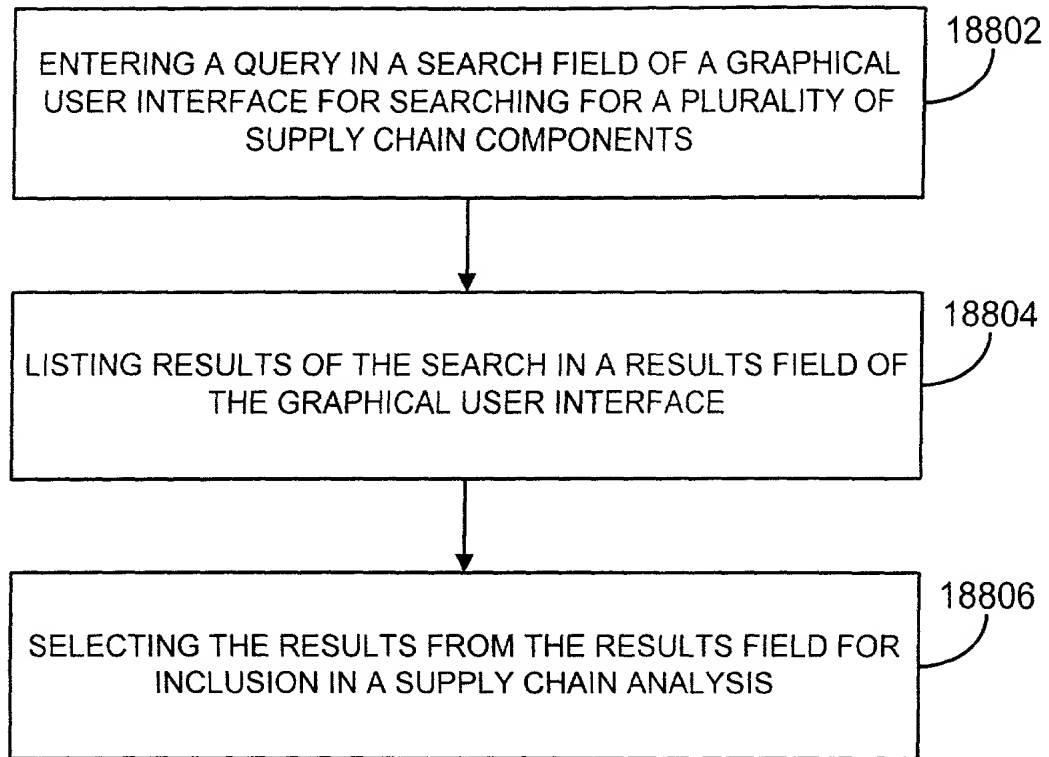 18802
ENTERING A QUERY IN A SEARCH FIELD OF A GRAPHICAL
USER INTERFACE FOR SEARCHING FOR A PLURALITY OF
SUPPLY CHAIN COMPONENTS
18804
LISTING RESULTS OF THE SEARCH IN A RESULTS FIELD OF
THE GRAPHICAL USER INTERFACE
18806
SELECTING THE RESULTS FROM THE RESULTS FIELD FOR
INCLUSION IN A SUPPLY CHAIN ANALYSIS